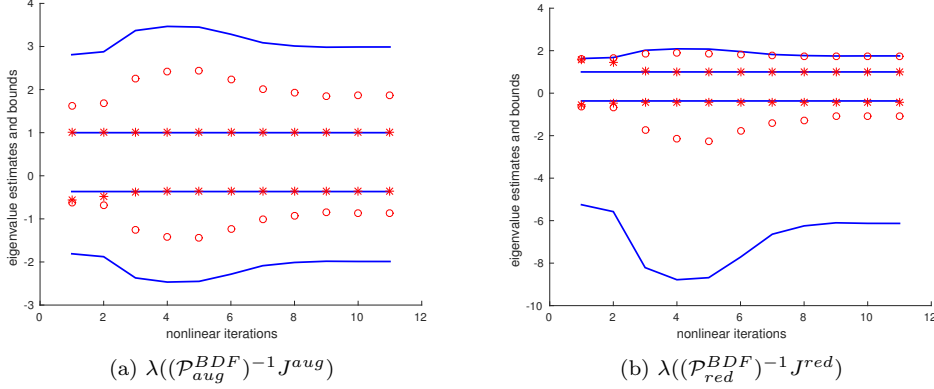 4
3
2
1
0
-1
-2
-3
eigenvalue estimates and bounds
0 2 4 6 8 10 12
nonlinear iterations
(a) λ((𝒫_{aug}^{BDF})^{-1}J^{aug})
4
2
0
-2
-4
-6
-8
-10
eigenvalue estimates and bounds
0 2 4 6 8 10 12
nonlinear iterations
(b) λ((𝒫_{red}^{BDF})^{-1}J^{red})